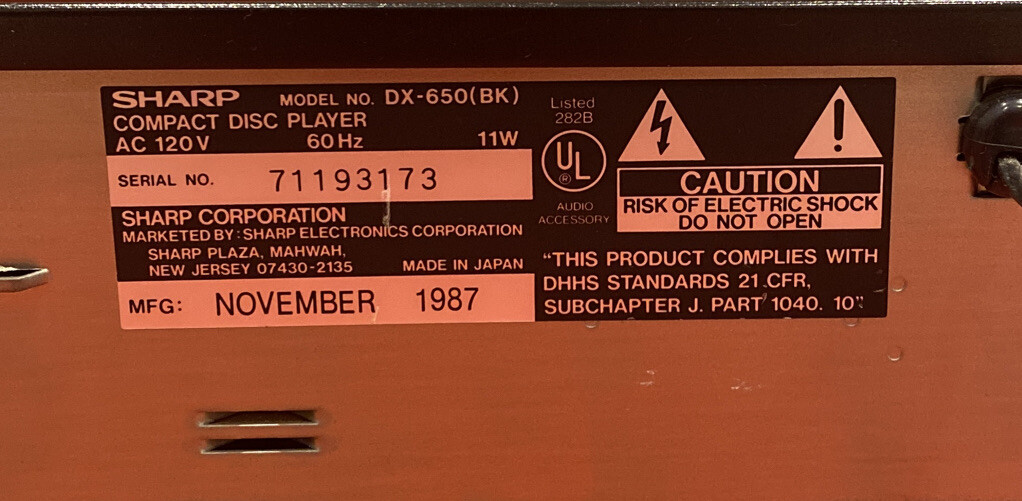 SHARP MODEL NO. DX-650(BK)
COMPACT DISC PLAYER
AC 120V 60Hz 11W
SERIAL NO. 71193173
SHARP CORPORATION
MARKETED BY: SHARP ELECTRONICS CORPORATION
SHARP PLAZA, MAHWAH,
NEW JERSEY 07430-2135 MADE IN JAPAN
MFG: NOVEMBER 1987
Listed
282B
UL
®
AUDIO
ACCESSORY
CAUTION
RISK OF ELECTRIC SHOCK
DO NOT OPEN
"THIS PRODUCT COMPLIES WITH
DHHS STANDARDS 21 CFR,
SUBCHAPTER J. PART 1040. 10"